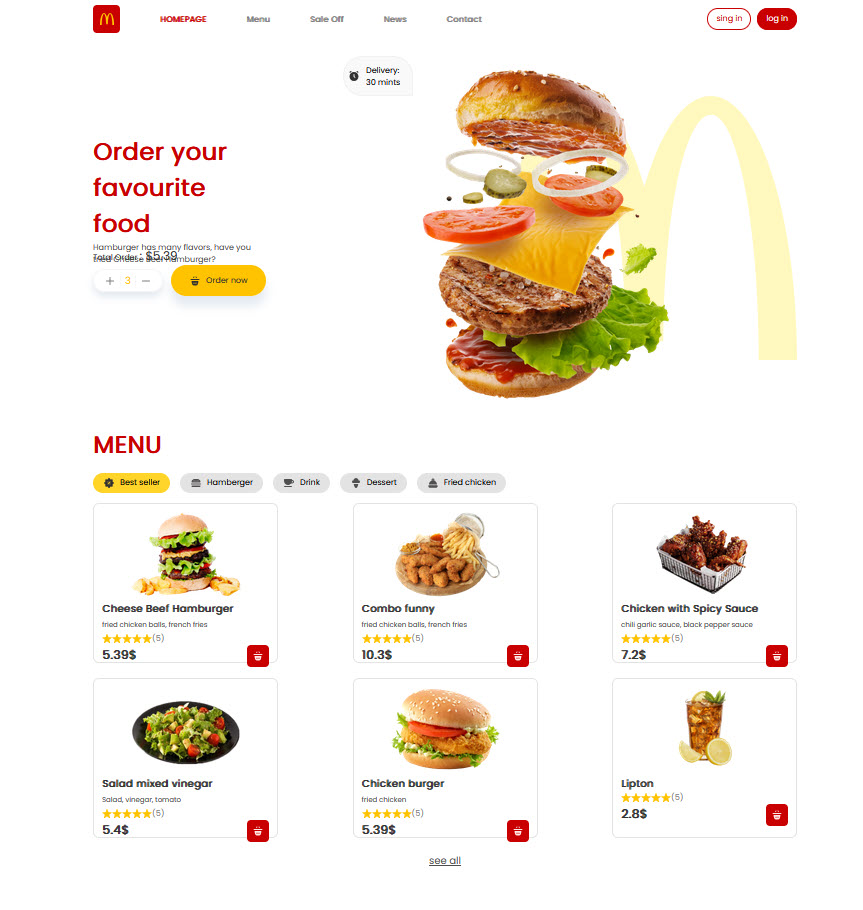 HOMEPAGE Menu Sale Off News Contact sing in log in
Delivery:
30 mints
Order your
favourite
food
Hamburger has many flavors, have you
tried Cheese Beef Hamburger?
Total Order : $5.39
3 Order now
MENU
Best seller Hamberger Drink Dessert Fried chicken
Cheese Beef Hamburger
fried chicken balls, french fries
(5)
5.39$
Combo funny
fried chicken balls, french fries
(5)
10.3$
Chicken with Spicy Sauce
chili garlic sauce, black pepper sauce
(5)
7.2$
Salad mixed vinegar
Salad, vinegar, tomato
(5)
5.4$
Chicken burger
fried chicken
(5)
5.39$
Lipton
(5)
2.8$
see all